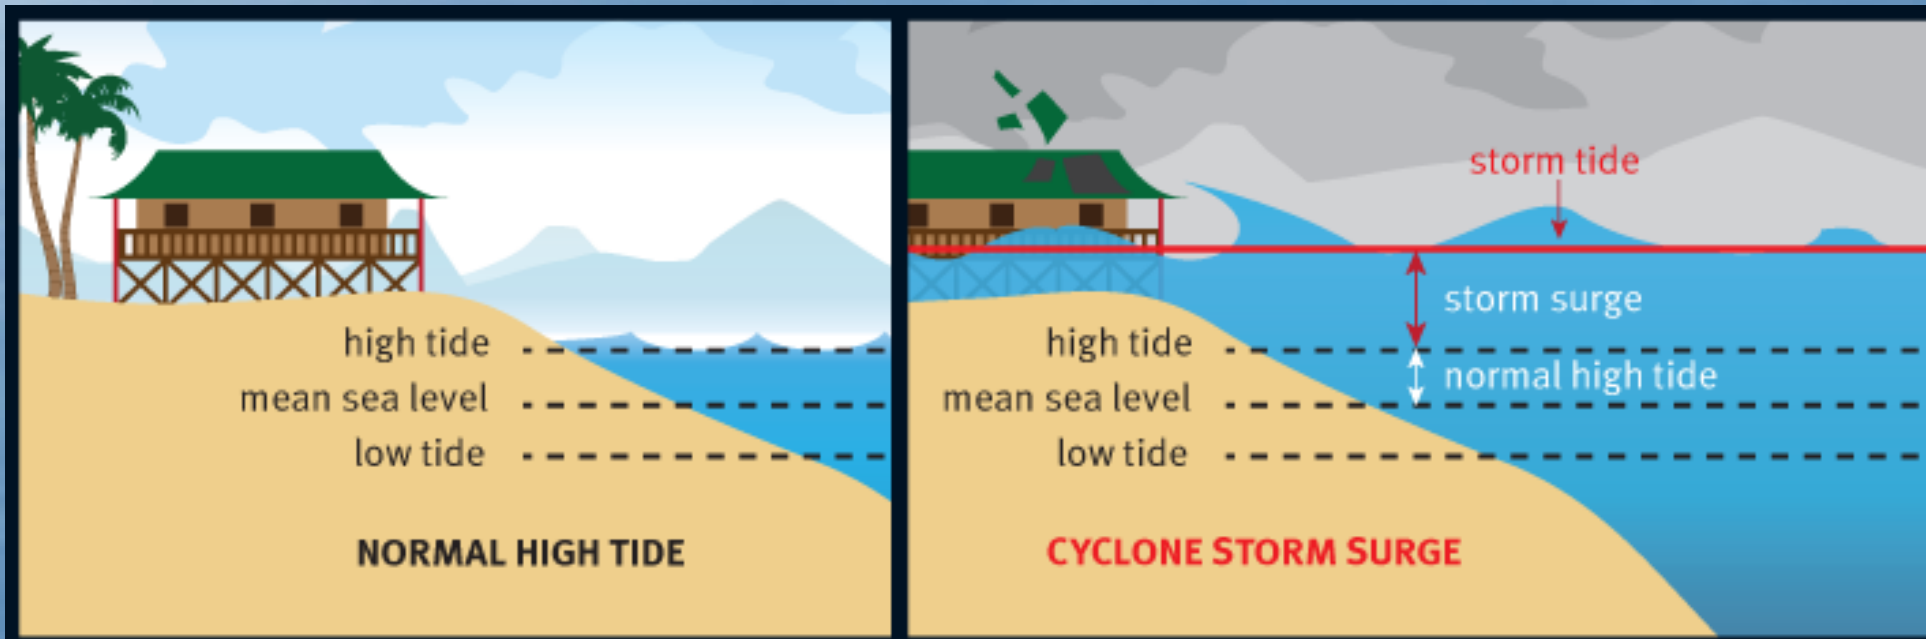 high tide
mean sea level
low tide
NORMAL HIGH TIDE
storm tide
storm surge
high tide
normal high tide
mean sea level
low tide
CYCLONE STORM SURGE